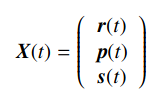 X(t) = ( r(t)
p(t)
s(t) )